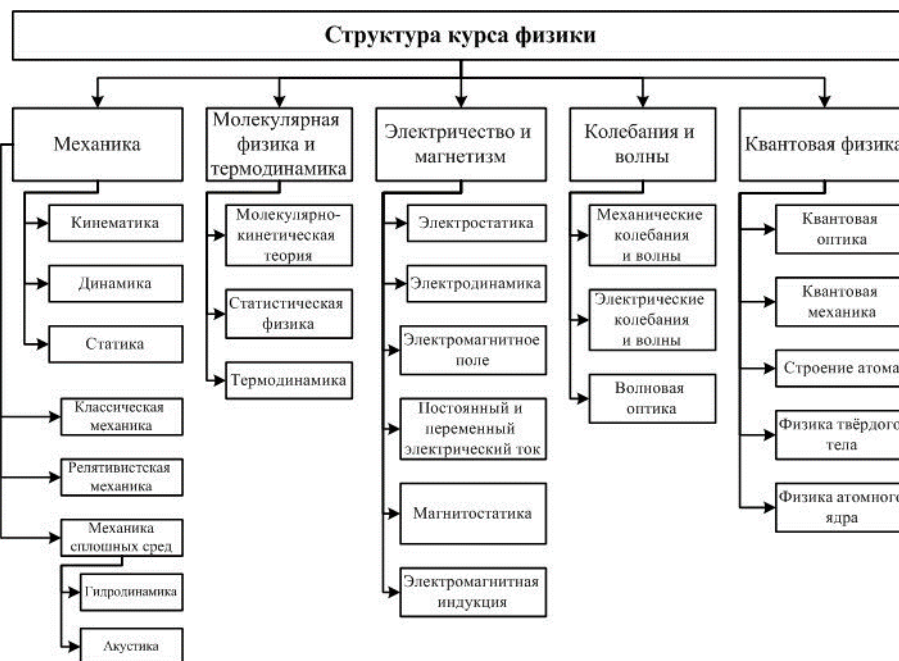 Структура курса физики
Механика
Кинематика
Динамика
Статика
Классическая
механика
Релятивистская
механика
Механика
сплошных сред
Гидродинамика
Акустика
Молекулярная
физика и
термодинамика
Молекулярно-
кинетическая
теория
Статистическая
физика
Термодинамика
Электричество и
магнетизм
Электростатика
Электродинамика
Электромагнитное
поле
Постоянный и
переменный
электрический ток
Магнитостатика
Электромагнитная
индукция
Колебания и
волны
Механические
колебания
и волны
Электрические
колебания
и волны
Волновая
оптика
Квантовая физика
Квантовая
оптика
Квантовая
механика
Строение атома
Физика твёрдого
тела
Физика атомного
ядра